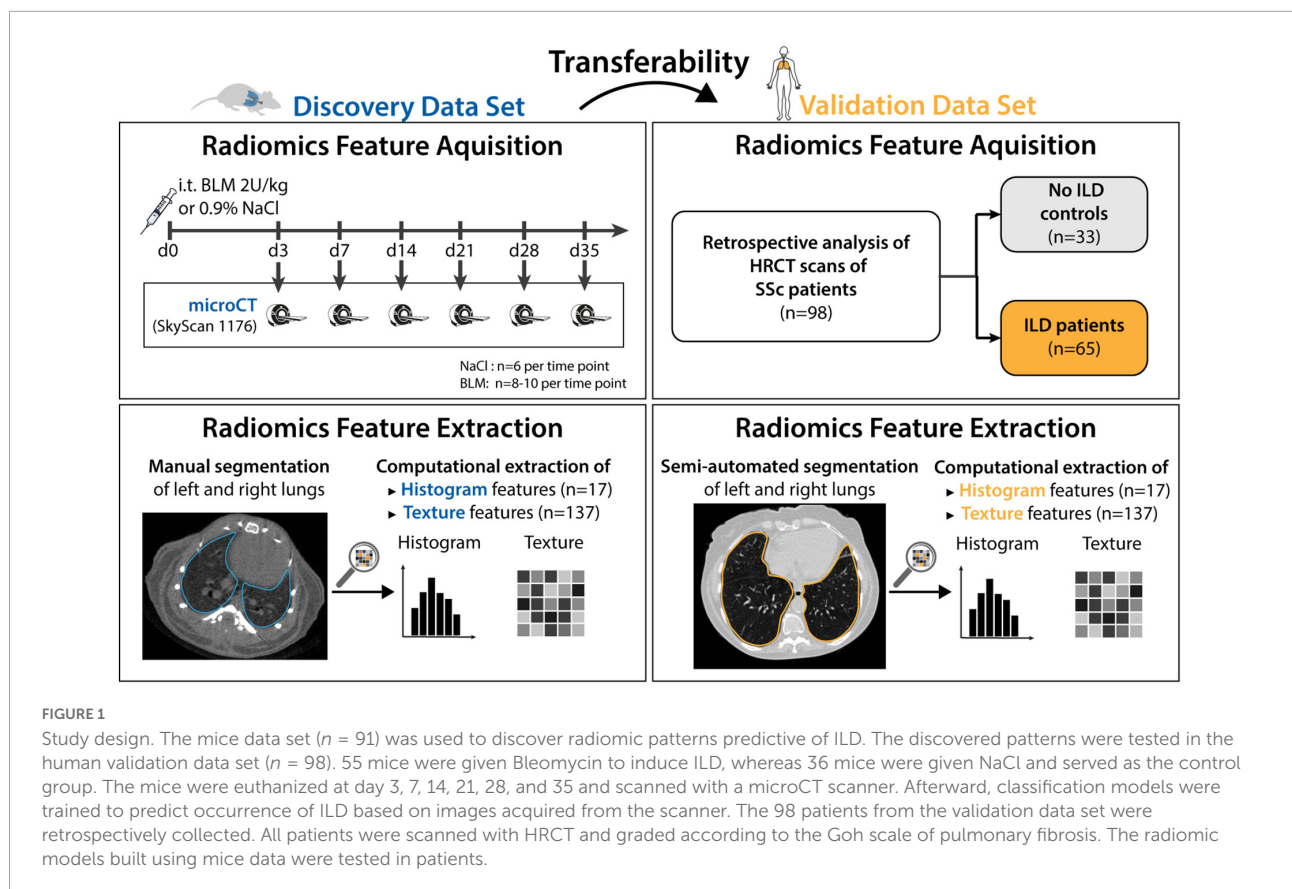 Transferability
Discovery Data Set
Validation Data Set
Radiomics Feature Aquisition
i.t. BLM 2U/kg
or 0.9% NaCl
d0 d3 d7 d14 d21 d28 d35
microCT
(SkyScan 1176)
NaCl : n=6 per time point
BLM: n=8-10 per time point
Radiomics Feature Aquisition
Retrospective analysis of
HRCT scans of
SSc patients
(n=98)
No ILD
controls
(n=33)
ILD patients
(n=65)
Radiomics Feature Extraction
Manual segmentation
of left and right lungs
Computational extraction of
▸ Histogram features (n=17)
▸ Texture features (n=137)
Histogram Texture
Radiomics Feature Extraction
Semi-automated segmentation
of left and right lungs
Computational extraction of
▸ Histogram features (n=17)
▸ Texture features (n=137)
Histogram Texture
FIGURE 1
Study design. The mice data set (n = 91) was used to discover radiomic patterns predictive of ILD. The discovered patterns were tested in the
human validation data set (n = 98). 55 mice were given Bleomycin to induce ILD, whereas 36 mice were given NaCl and served as the control
group. The mice were euthanized at day 3, 7, 14, 21, 28, and 35 and scanned with a microCT scanner. Afterward, classification models were
trained to predict occurrence of ILD based on images acquired from the scanner. The 98 patients from the validation data set were
retrospectively collected. All patients were scanned with HRCT and graded according to the Goh scale of pulmonary fibrosis. The radiomic
models built using mice data were tested in patients.